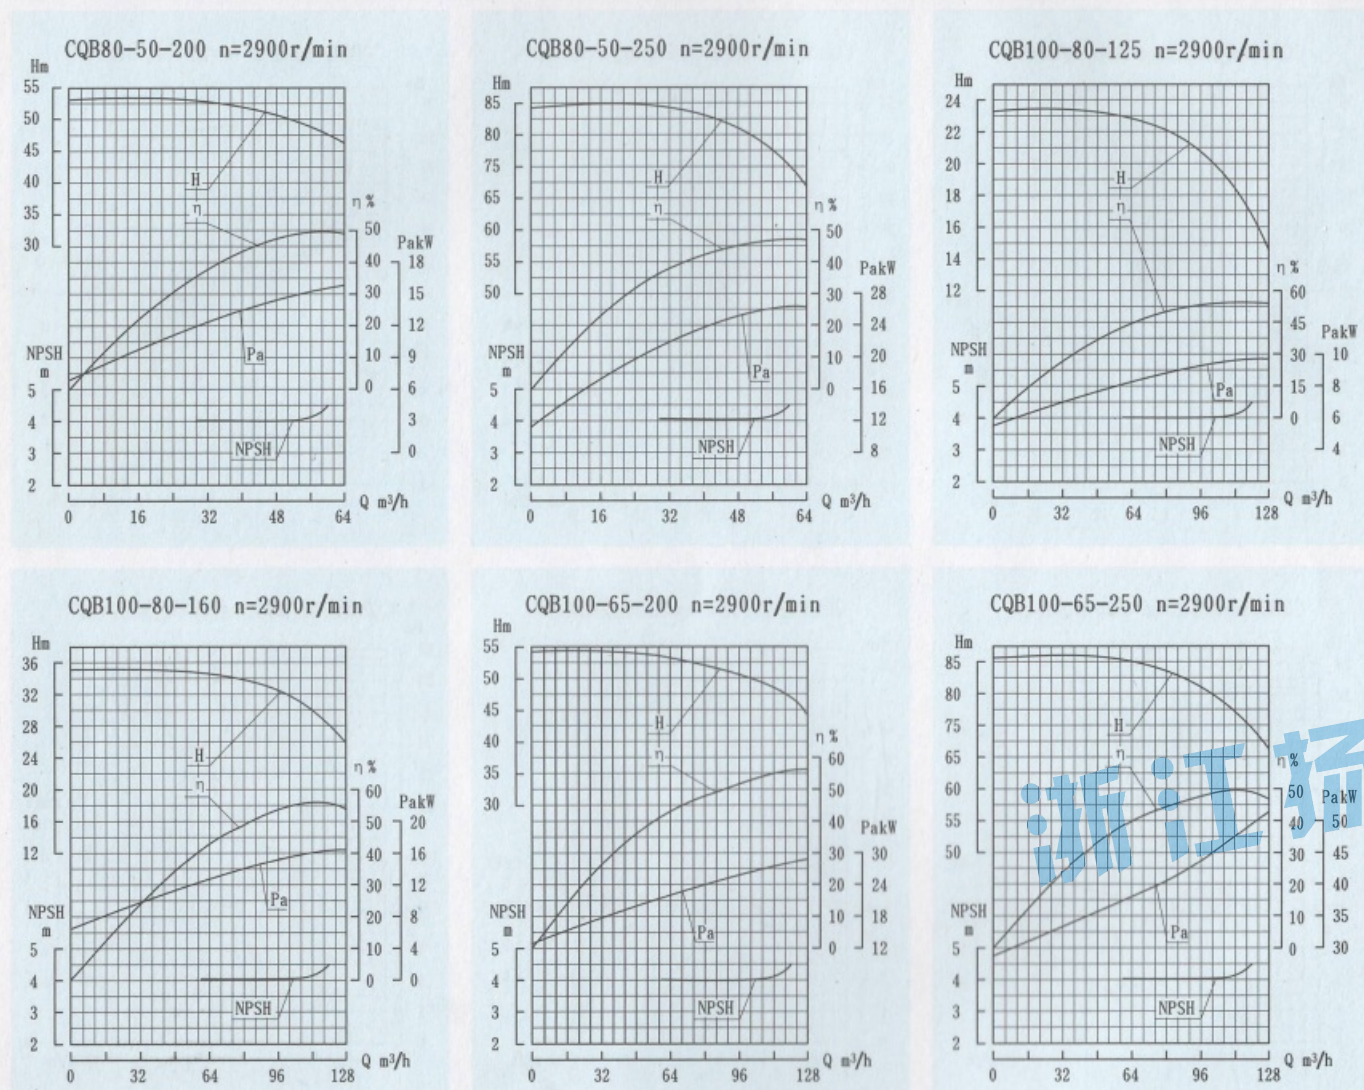 CQB80-50-200 n=2900r/min
Hm
55
50
45
40
35
30
H
η
η%
50
40
30
20
10
0
PakW
18
15
12
9
6
3
0
Pa
NPSH
m
5
4
3
2
NPSH
0 16 32 48 64
Q m³/h
CQB80-50-250 n=2900r/min
Hm
85
80
75
65
60
55
50
H
η
η%
50
40
30
20
10
0
PakW
28
24
20
16
12
8
Pa
NPSH
m
5
4
3
2
NPSH
0 16 32 48 64
Q m³/h
CQB100-80-125 n=2900r/min
Hm
24
22
20
18
16
14
12
H
η
η%
60
45
30
15
0
PakW
10
8
6
4
Pa
NPSH
m
5
4
3
2
NPSH
0 32 64 96 128
Q m³/h
CQB100-80-160 n=2900r/min
Hm
36
32
28
24
20
16
12
H
η
η%
60
50
40
30
20
10
0
PakW
20
16
12
8
4
0
Pa
NPSH
m
5
4
3
2
NPSH
0 32 64 96 128
Q m³/h
CQB100-65-200 n=2900r/min
Hm
55
50
45
40
35
30
H
η
η%
60
50
40
30
20
10
0
PakW
30
24
18
12
Pa
NPSH
m
5
4
3
2
NPSH
0 32 64 96 128
Q m³/h
CQB100-65-250 n=2900r/min
Hm
85
80
75
65
60
55
50
H
η
η%
50
40
30
20
10
0
PakW
50
45
40
35
30
Pa
NPSH
m
5
4
3
2
NPSH
0 32 64 96 128
Q m³/h
浙江